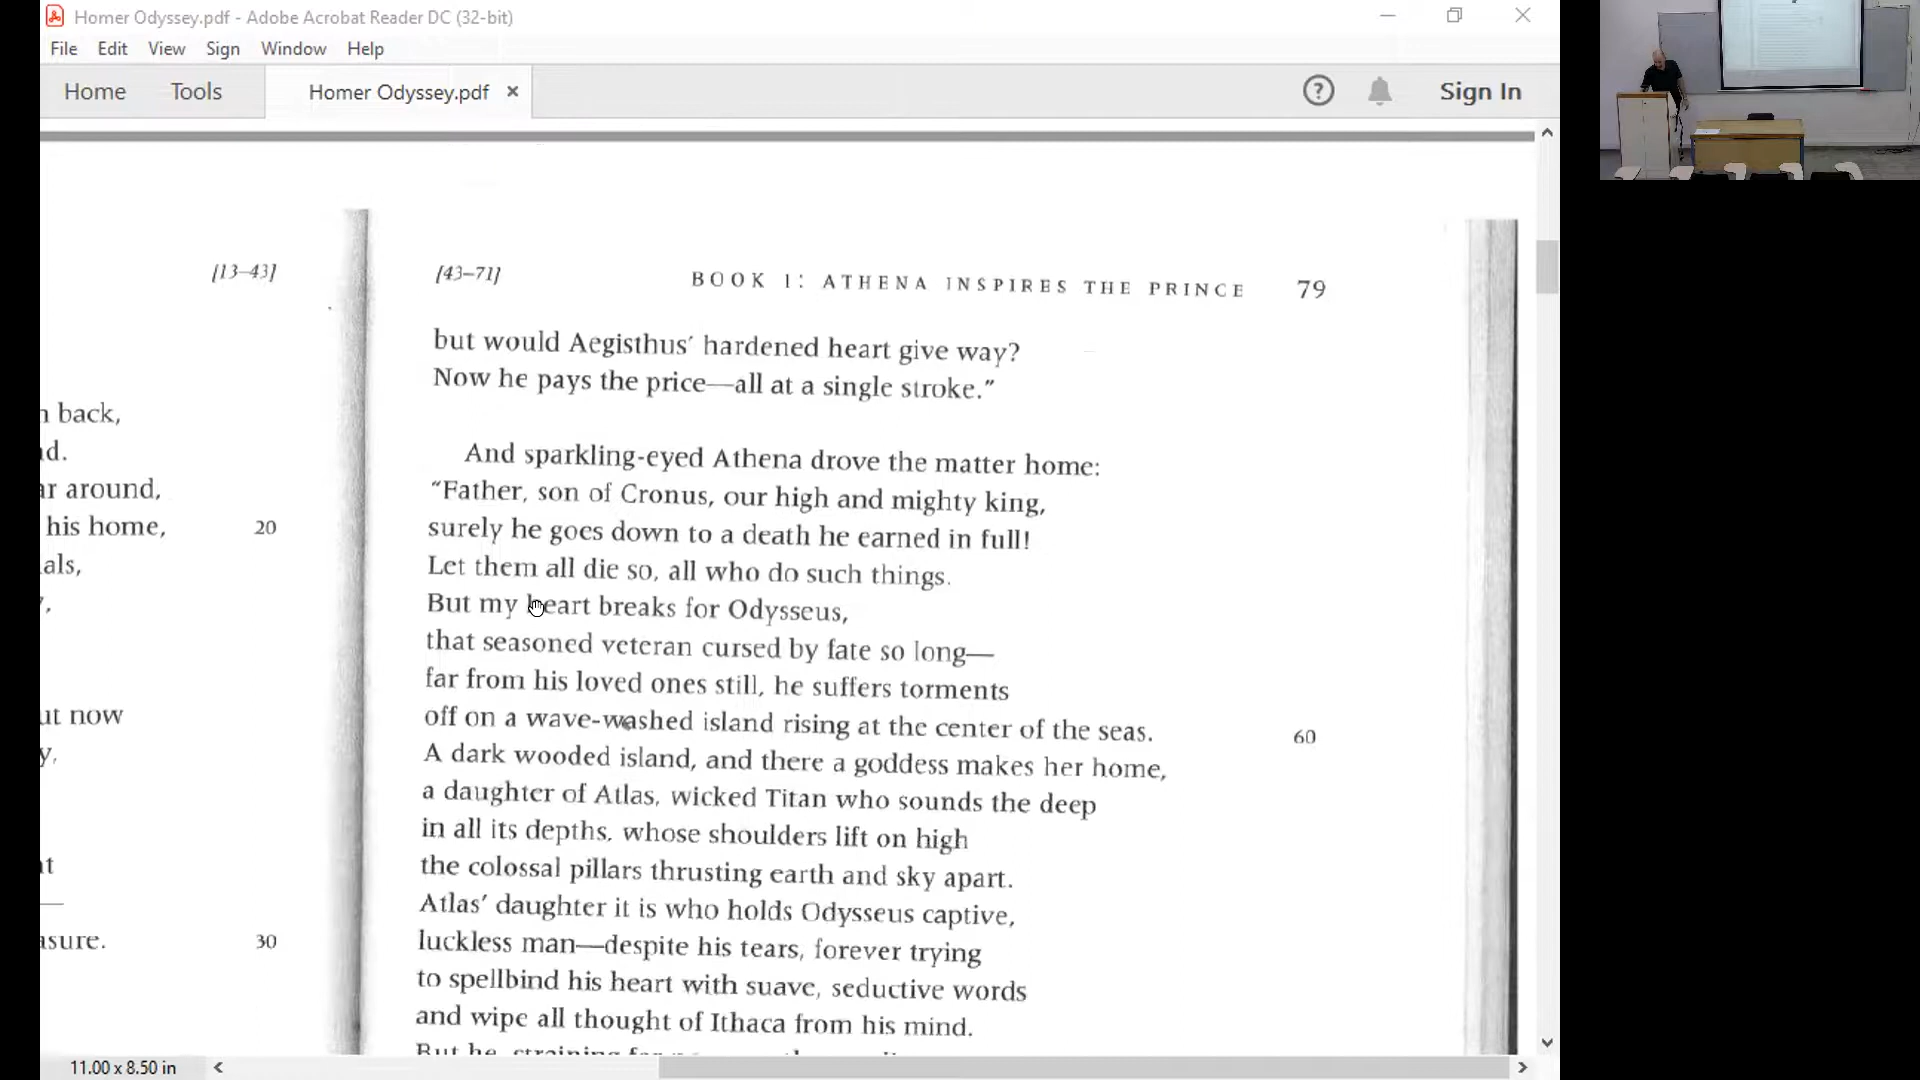 Homer Odyssey.pdf - Adobe Acrobat Reader DC (32-bit)
File Edit View Sign Window Help
Home Tools Homer Odyssey.pdf × ? Sign In
[13–43]
back,
his home, 20
around,
but now
30
[43–71] BOOK 1: ATHENA INSPIRES THE PRINCE 79
but would Aegisthus' hardened heart give way?
Now he pays the price—all at a single stroke.”
And sparkling-eyed Athena drove the matter home:
“Father, son of Cronus, our high and mighty king,
surely he goes down to a death he earned in full!
Let them all die so, all who do such things.
But my heart breaks for Odysseus,
that seasoned veteran cursed by fate so long—
far from his loved ones still, he suffers torments
off on a wave-washed island rising at the center of the seas. 60
A dark wooded island, and there a goddess makes her home,
a daughter of Atlas, wicked Titan who sounds the deep
in all its depths, whose shoulders lift on high
the colossal pillars thrusting earth and sky apart.
Atlas' daughter it is who holds Odysseus captive,
luckless man—despite his tears, forever trying
to spellbind his heart with suave, seductive words
and wipe all thought of Ithaca from his mind.
But he, straining
11.00 x 8.50 in